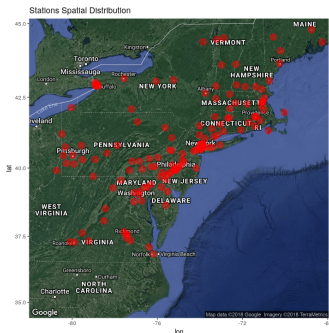 Stations Spatial Distribution
45.0
42.5
40.0
37.5
35.0
lat
MAINE
Kingston
VERMONT
Toronto
Mississauga
Portland
London
Rochester
NEW
HAMPSHIRE
Buffalo
NEW YORK
Albany
MASSACHUSETT
Providence
CONNECTICUT
RI
veland
PENNSYLVANIA
New York
Pittsburgh
Philadelphia
MARYLAND
NEW JERSEY
Washington
DELAWARE
WEST
VIRGINIA
Richmond
Roanoke
VIRGINIA
Norfolk
Virginia Beach
Greensboro
Durham
NORTH
CAROLINA
Charlotte
Google
Map data ©2018 Google Imagery ©2018 TerraMetrics
-80
-76
-72
lon